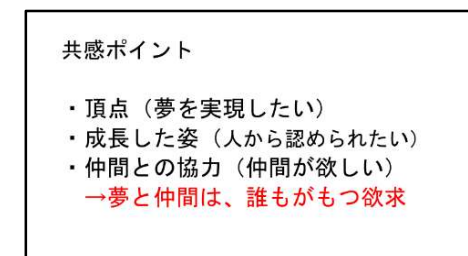 共感ポイント
・頂点（夢を実現したい）
・成長した姿（人から認められたい）
・仲間との協力（仲間が欲しい）
→夢と仲間は、誰もがもつ欲求